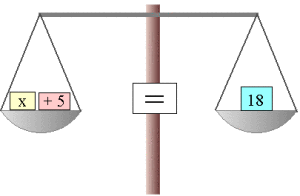 x + 5 = 18